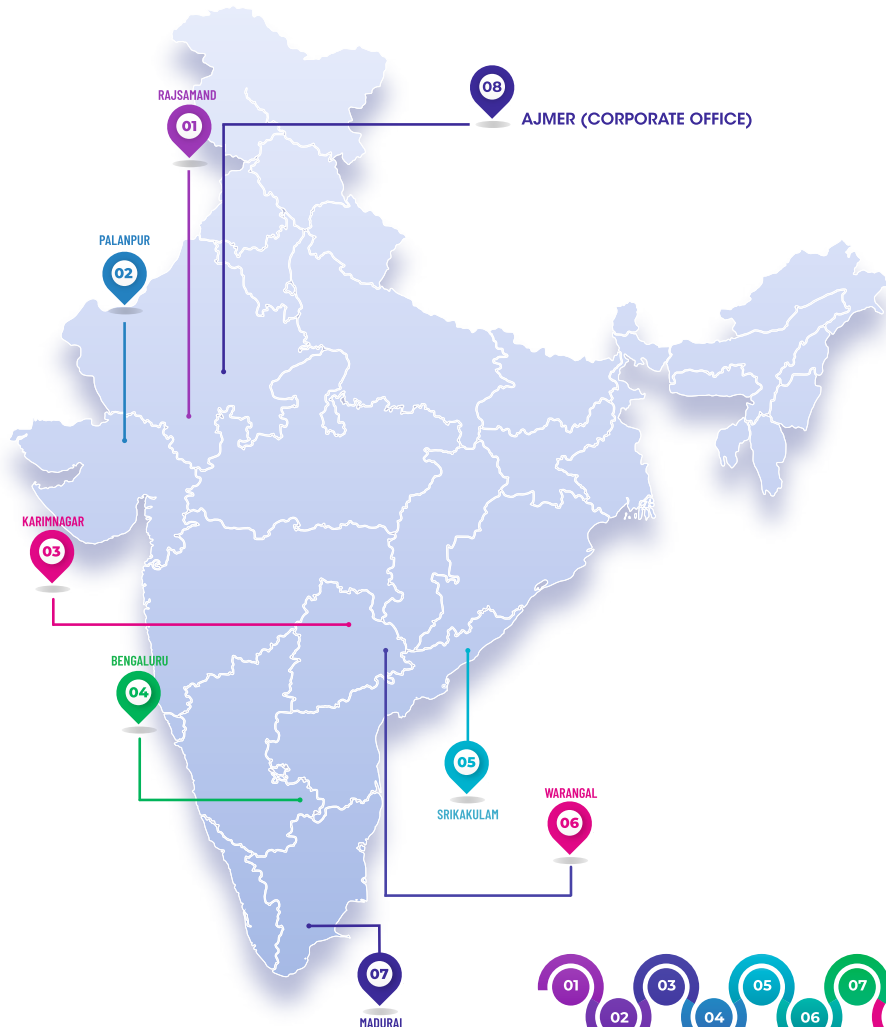 08
AJMER (CORPORATE OFFICE)
RAJSAMAND
01
PALANPUR
02
KARIMNAGAR
03
BENGALURU
04
05
SRIKAKULAM
WARANGAL
06
07
MADURAI
01
02
03
04
05
06
07